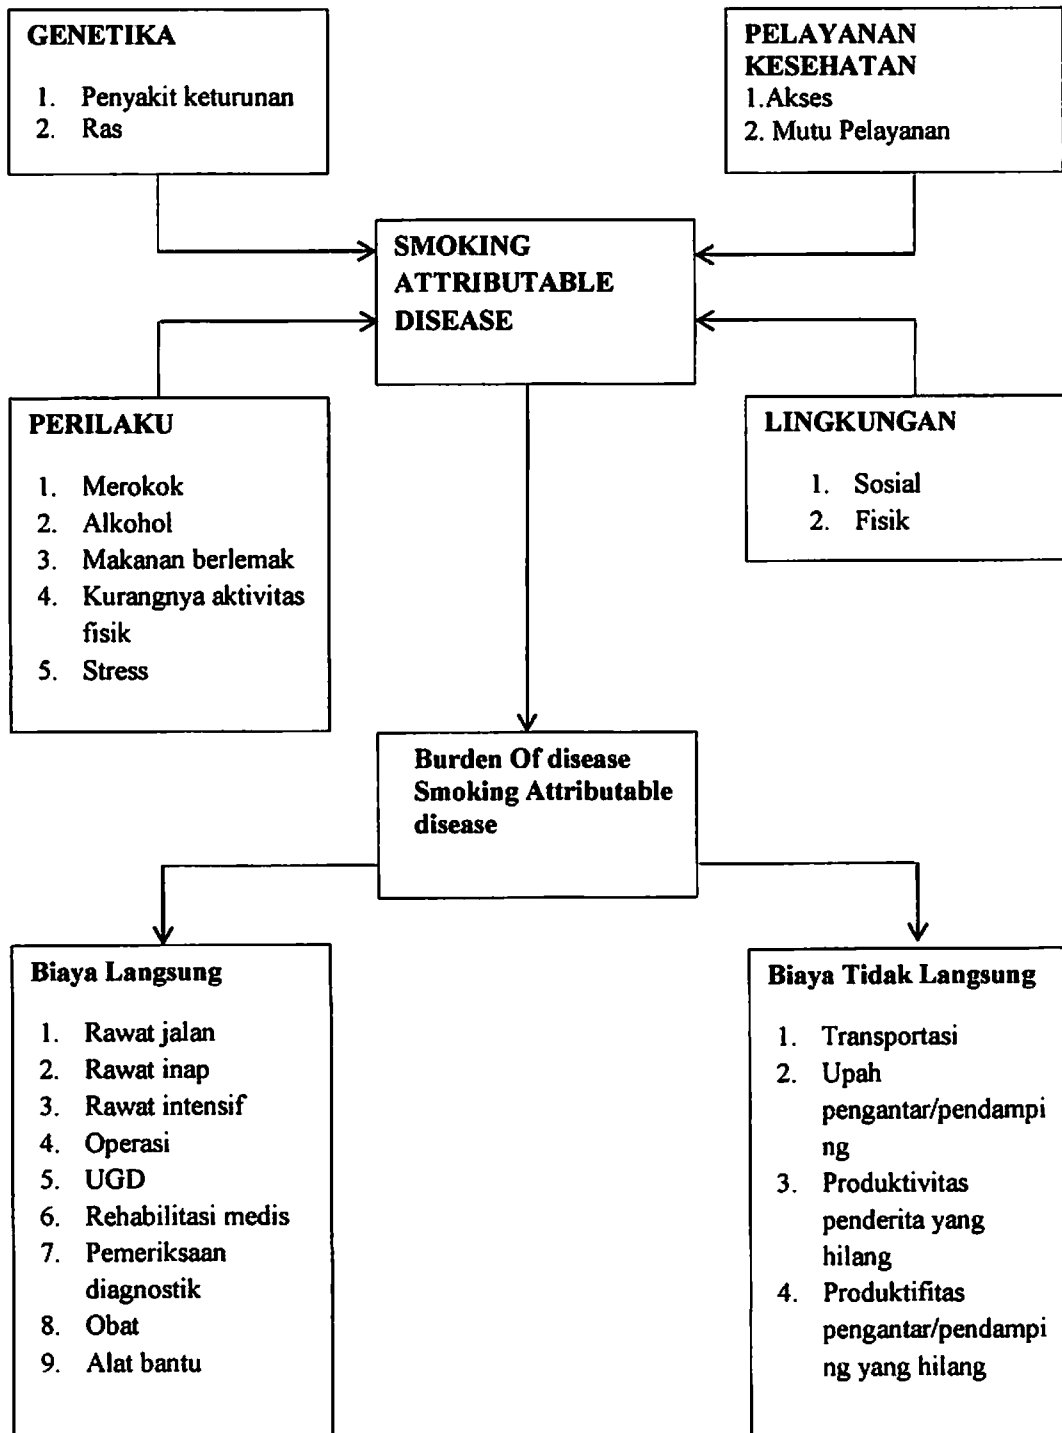 GENETIKA
1. Penyakit keturunan
2. Ras
PELAYANAN
KESEHATAN
1.Akses
2. Mutu Pelayanan
SMOKING
ATTRIBUTABLE
DISEASE
PERILAKU
1. Merokok
2. Alkohol
3. Makanan berlemak
4. Kurangnya aktivitas
fisik
5. Stress
LINGKUNGAN
1. Sosial
2. Fisik
Burden Of disease
Smoking Attributable
disease
Biaya Langsung
1. Rawat jalan
2. Rawat inap
3. Rawat intensif
4. Operasi
5. UGD
6. Rehabilitasi medis
7. Pemeriksaan
diagnostik
8. Obat
9. Alat bantu
Biaya Tidak Langsung
1. Transportasi
2. Upah
pengantar/pendampi
ng
3. Produktivitas
penderita yang
hilang
4. Produktifitas
pengantar/pendampi
ng yang hilang